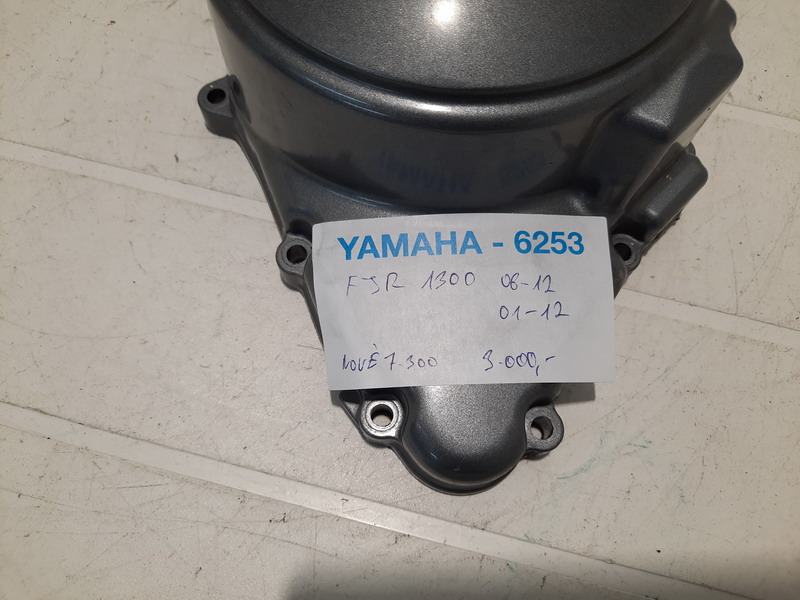 YAMAHA - 6253
FJR 1300 06-12
01-12
NOVÉ 7.300 3.000,-